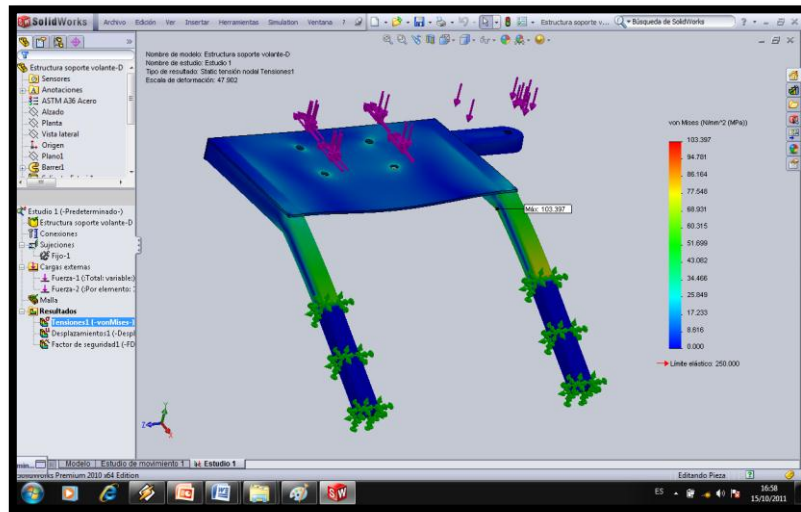 SolidWorks
Archivo Edición Ver Insertar Herramientas Simulation Ventana ?
Estructura soporte v...
Búsqueda de SolidWorks
Nombre de modelo: Estructura soporte volante-D
Nombre de estudio: Estudio 1
Tipo de resultado: Static tensión nodal Tensiones1
Escala de deformación: 47.982
Estructura soporte volante-D
Sensores
Anotaciones
ASTM A36 Acero
Alzado
Planta
Vista lateral
Origen
Plano1
Barrer1
Estudio 1 (-Predeterminado-)
Estructura soporte volante-D
Conexiones
Sujeciones
Fijo-1
Cargas externas
Fuerza-1 (:Total: variable:)
Fuerza-2 (:Por elemento:
Malla
Resultados
Tensiones1 (-vonMises-
Desplazamientos1 (-Despl
Factor de seguridad1 (-FD
von Mises (N/mm^2 (MPa))
103.397
94.781
86.164
77.548
68.931
60.315
51.699
43.082
34.466
25.849
17.233
8.616
0.000
Límite elástico: 250.000
Máx: 103.397
Y
Z
X
min...
Modelo
Estudio de movimiento 1
Estudio 1
SolidWorks Premium 2010 x64 Edition
Editando Pieza
ES
16:58
15/10/2011